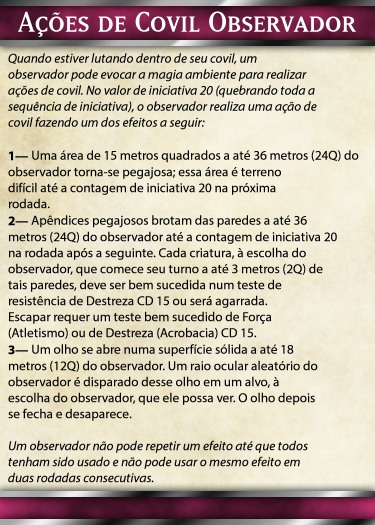 Ações de Covil Observador
Quando estiver lutando dentro de seu covil, um
observador pode evocar a magia ambiente para realizar
ações de covil. No valor de iniciativa 20 (quebrando toda a
sequência de iniciativa), o observador realiza uma ação de
covil fazendo um dos efeitos a seguir:
1— Uma área de 15 metros quadrados a até 36 metros (24Q) do
observador torna-se pegajosa; essa área é terreno
difícil até a contagem de iniciativa 20 na próxima
rodada.
2— Apêndices pegajosos brotam das paredes a até 36
metros (24Q) do observador até a contagem de iniciativa 20
na rodada após a seguinte. Cada criatura, à escolha do
observador, que comece seu turno a até 3 metros (2Q) de
tais paredes, deve ser bem sucedida num teste de
resistência de Destreza CD 15 ou será agarrada.
Escapar requer um teste bem sucedido de Força
(Atletismo) ou de Destreza (Acrobacia) CD 15.
3— Um olho se abre numa superfície sólida a até 18
metros (12Q) do observador. Um raio ocular aleatório do
observador é disparado desse olho em um alvo, à
escolha do observador, que ele possa ver. O olho depois
se fecha e desaparece.
Um observador não pode repetir um efeito até que todos
tenham sido usado e não pode usar o mesmo efeito em
duas rodadas consecutivas.